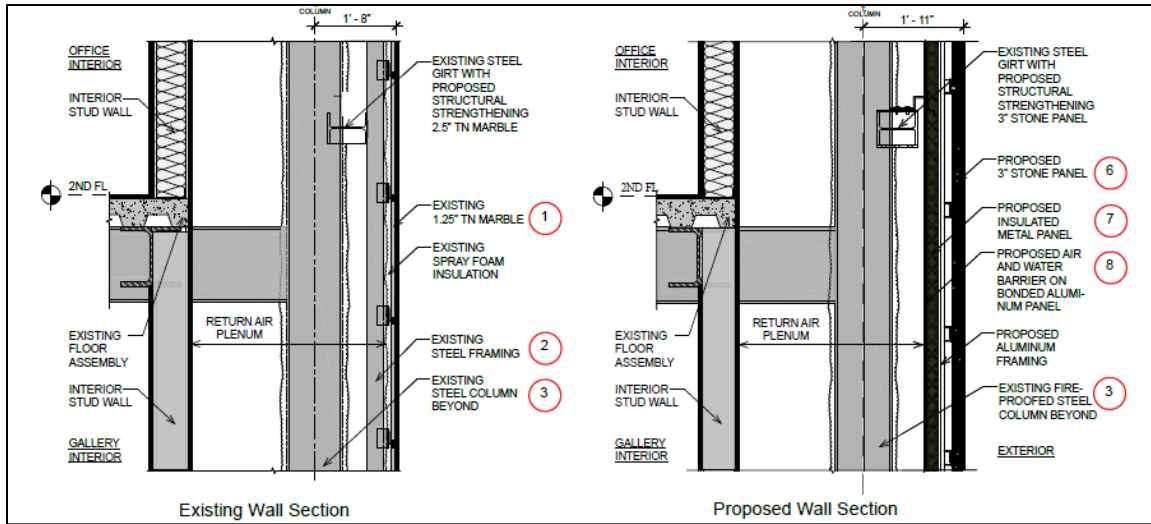 COLUMN
1' - 8"
OFFICE
INTERIOR
INTERIOR
STUD WALL
2ND FL
EXISTING
FLOOR
ASSEMBLY
INTERIOR
STUD WALL
GALLERY
INTERIOR
RETURN AIR
PLENUM
EXISTING STEEL
GIRT WITH
PROPOSED
STRUCTURAL
STRENGTHENING
2.5" TN MARBLE
EXISTING
1.25" TN MARBLE
1
EXISTING
SPRAY FOAM
INSULATION
EXISTING
STEEL FRAMING
2
EXISTING
STEEL COLUMN
BEYOND
3
Existing Wall Section
COLUMN
1' - 11"
OFFICE
INTERIOR
INTERIOR
STUD WALL
2ND FL
EXISTING
FLOOR
ASSEMBLY
INTERIOR
STUD WALL
GALLERY
INTERIOR
RETURN AIR
PLENUM
EXISTING STEEL
GIRT WITH
PROPOSED
STRUCTURAL
STRENGTHENING
3" STONE PANEL
PROPOSED
3" STONE PANEL
6
PROPOSED
INSULATED
METAL PANEL
7
PROPOSED AIR
AND WATER
BARRIER ON
BONDED ALUMI-
NUM PANEL
8
PROPOSED
ALUMINUM
FRAMING
EXISTING FIRE-
PROOFED STEEL
COLUMN BEYOND
3
EXTERIOR
Proposed Wall Section